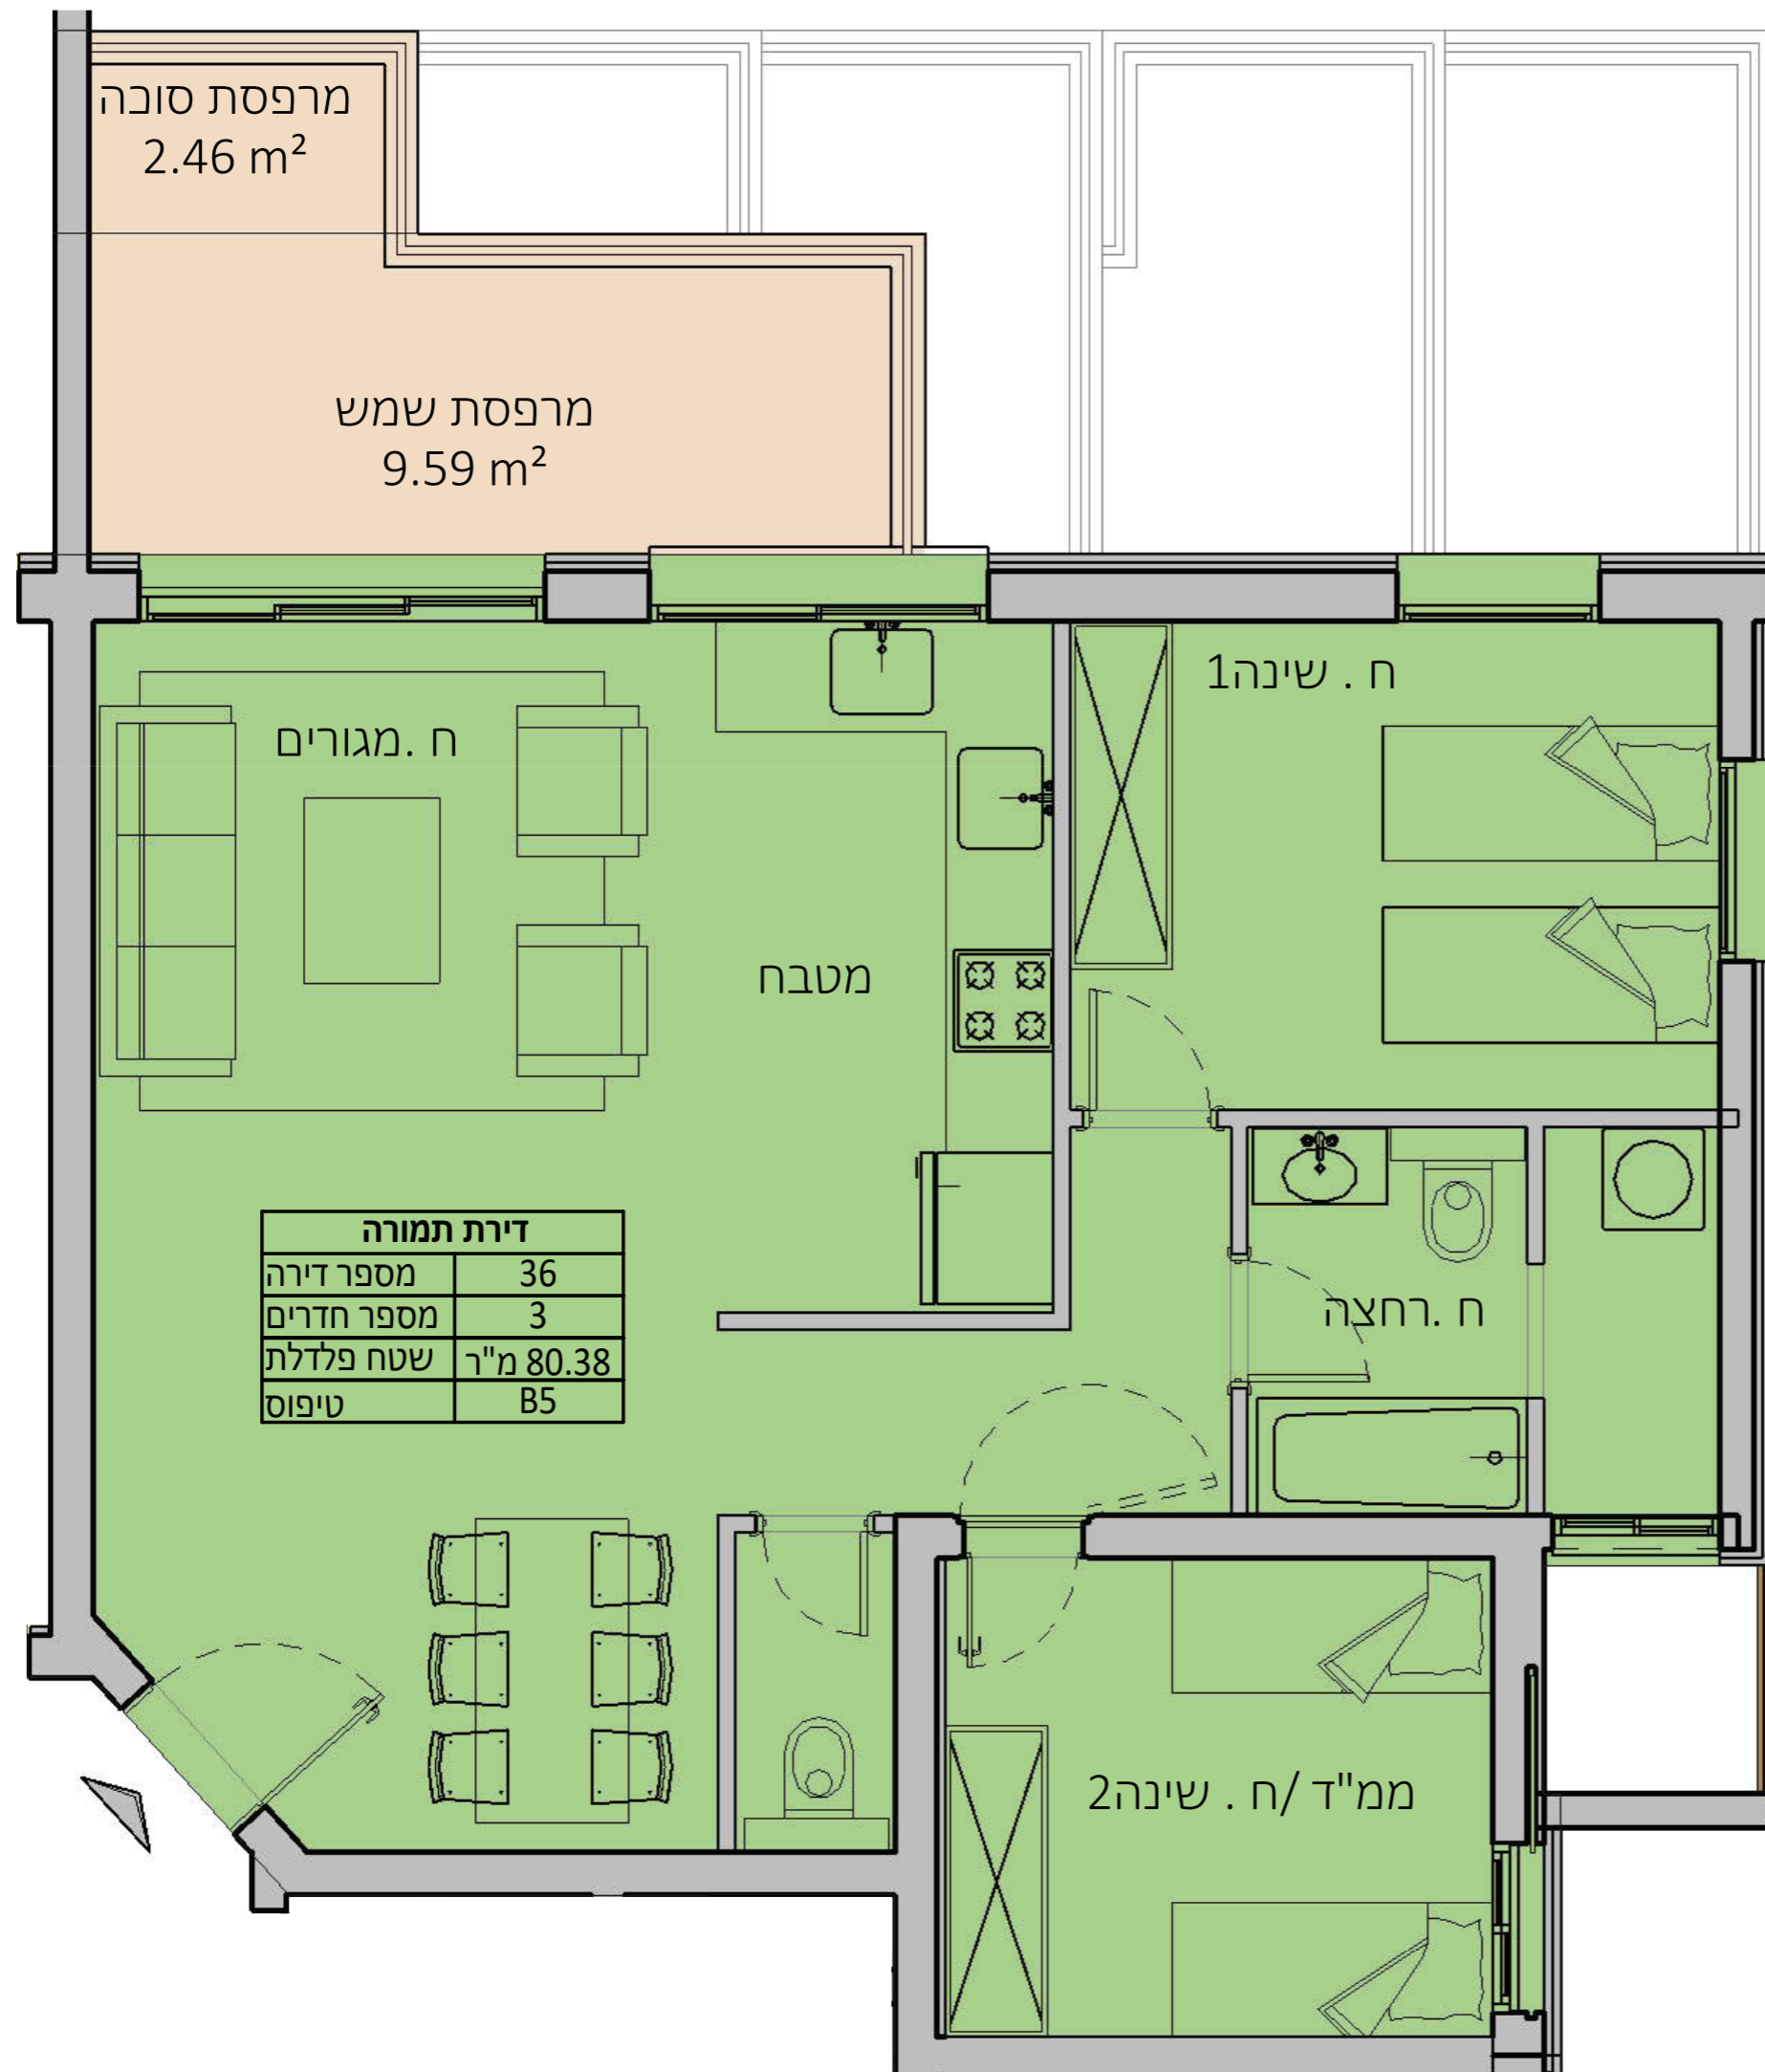 מרפסת סוכה
2.46 m²
מרפסת שמש
9.59 m²
ח . שינה1
ח .מגורים
מטבח
דירת תמורה
מספר דירה 36
מספר חדרים 3
שטח פלדלת 80.38 מ"ר
טיפוס B5
ח .רחצה
ממ"ד /ח . שינה2